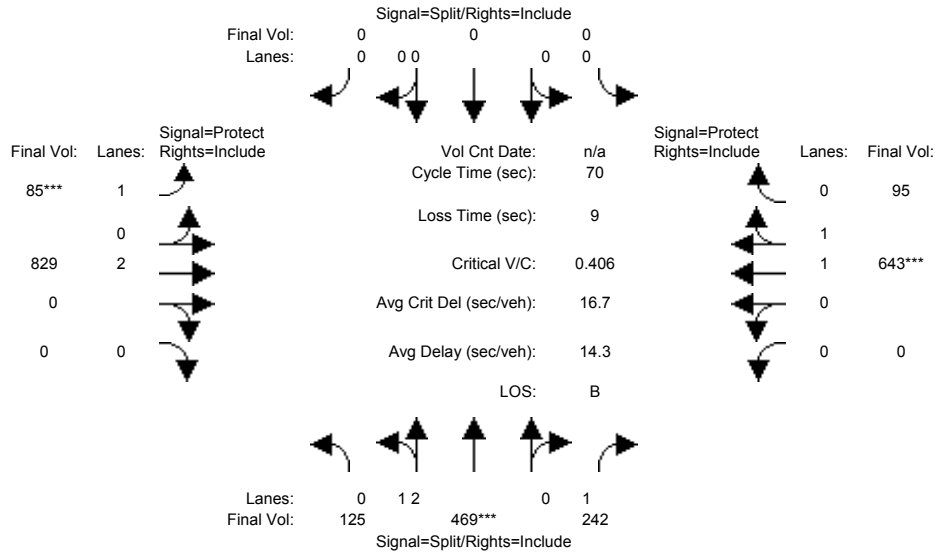 Signal=Split/Rights=Include
Final Vol: 0 0 0
Lanes: 0 0 0 0 0
Signal=Protect Signal=Protect
Final Vol: Lanes: Rights=Include Vol Cnt Date: n/a Rights=Include Lanes: Final Vol:
Cycle Time (sec): 70
85*** 1 0 95
Loss Time (sec): 9
0 1
829 2 Critical V/C: 0.406 1 643***
0 Avg Crit Del (sec/veh): 16.7 0
0 0 Avg Delay (sec/veh): 14.3 0 0
LOS: B
Lanes: 0 1 2 0 1
Final Vol: 125 469*** 242
Signal=Split/Rights=Include